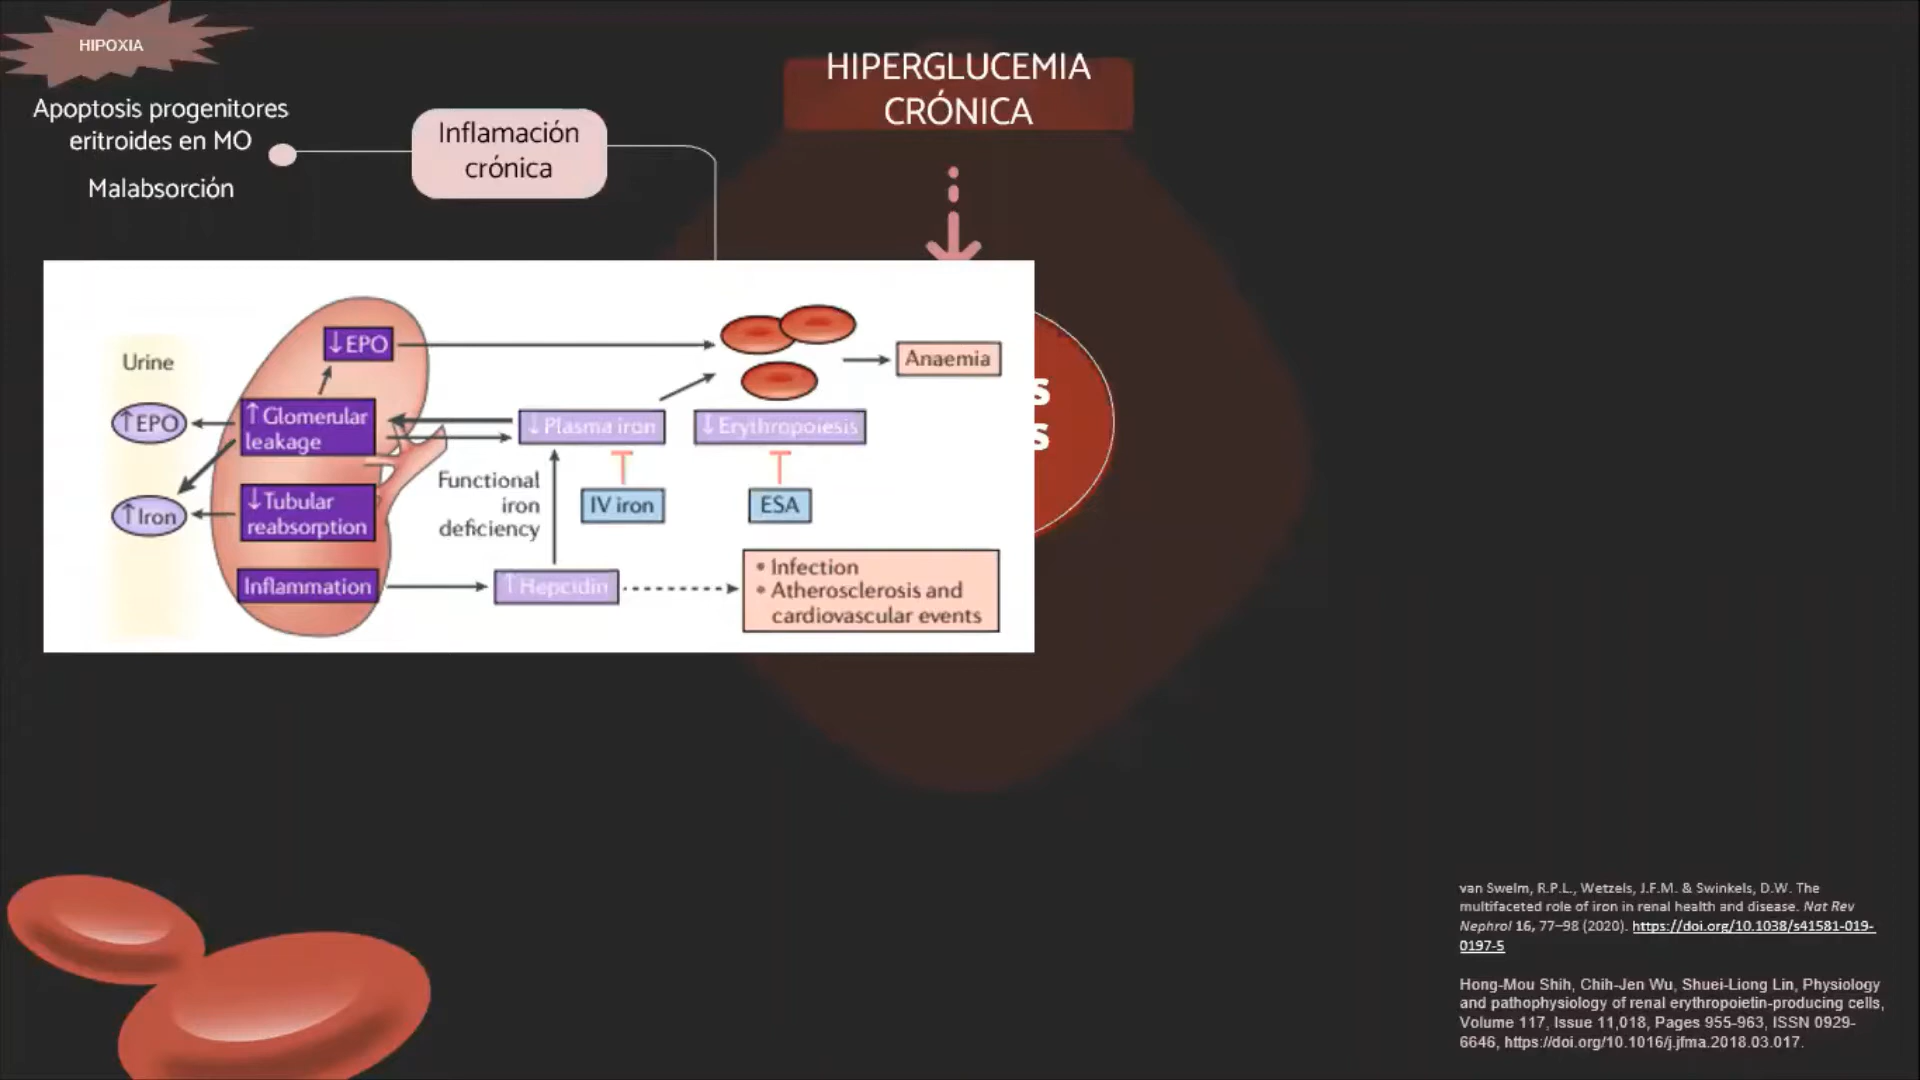 HIPOXIA
Apoptosis progenitores
eritroides en MO
Malabsorción
Inflamación
crónica
HIPERGLUCEMIA
CRÓNICA
Urine
↑EPO
↑Iron
↓EPO
↑Glomerular
leakage
↓Tubular
reabsorption
Inflammation
↓Plasma iron
↓Erythropoiesis
Anaemia
Functional
iron
deficiency
IV iron
ESA
↑Hepcidin
• Infection
• Atherosclerosis and
cardiovascular events
s
s
van Swelm, R.P.L., Wetzels, J.F.M. & Swinkels, D.W. The
multifaceted role of iron in renal health and disease. Nat Rev
Nephrol 16, 77–98 (2020). https://doi.org/10.1038/s41581-019-
0197-5
Hong-Mou Shih, Chih-Jen Wu, Shuei-Liong Lin, Physiology
and pathophysiology of renal erythropoietin-producing cells,
Volume 117, Issue 11,018, Pages 955-963, ISSN 0929-
6646, https://doi.org/10.1016/j.jfma.2018.03.017.